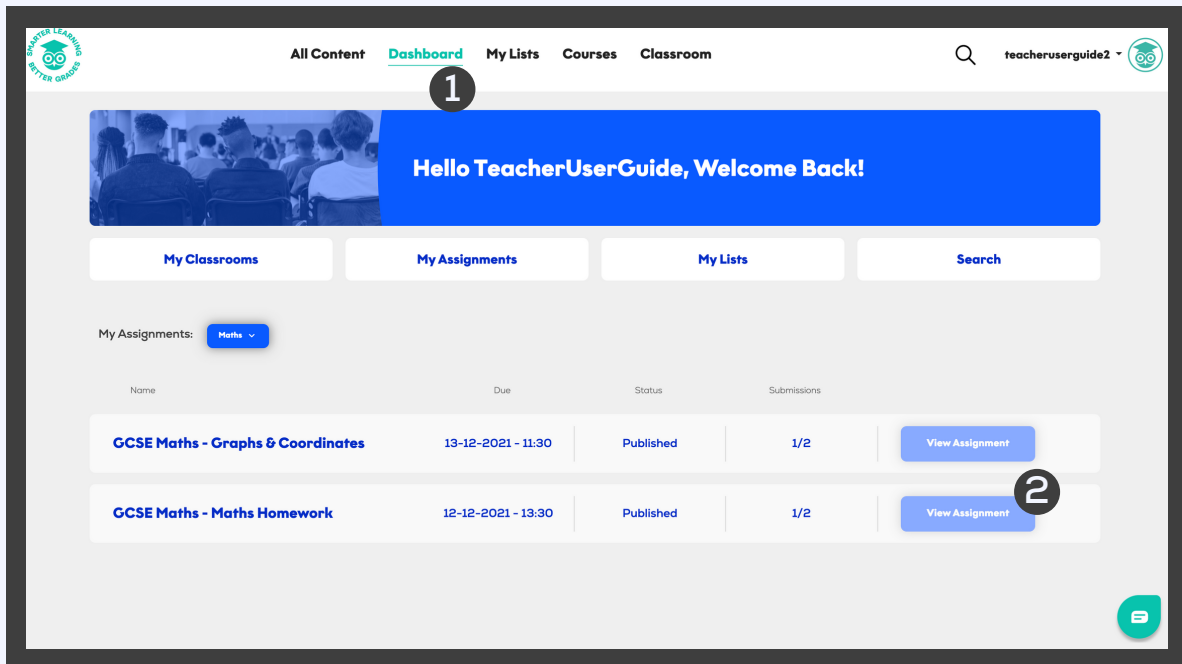 SMARTER LEARNING
BETTER GRADES
All Content Dashboard My Lists Courses Classroom
teacheruserguide2
1
Hello TeacherUserGuide, Welcome Back!
My Classrooms My Assignments My Lists Search
My Assignments: Maths
Name Due Status Submissions
GCSE Maths - Graphs & Coordinates 13-12-2021 - 11:30 Published 1/2 View Assignment
2
GCSE Maths - Maths Homework 12-12-2021 - 13:30 Published 1/2 View Assignment